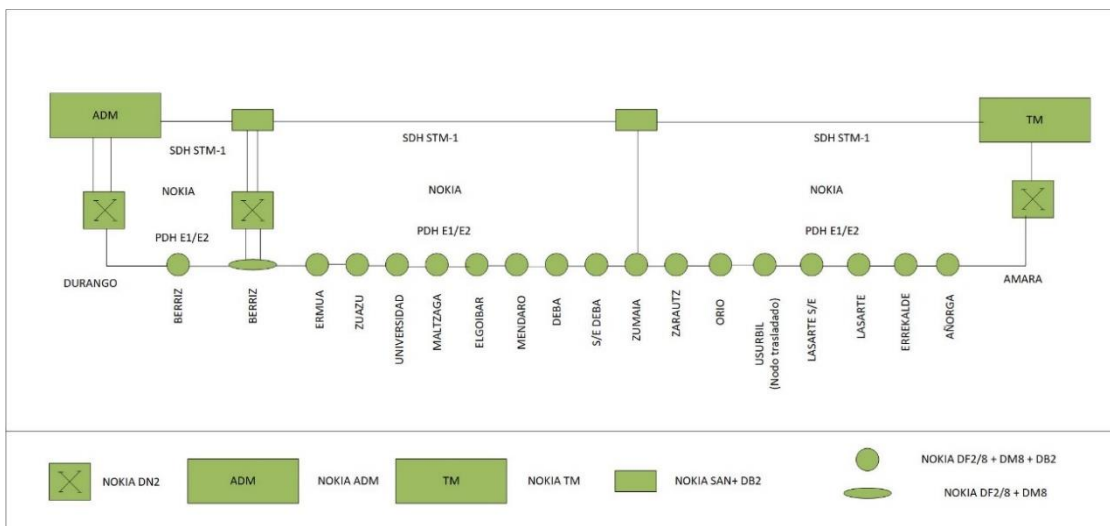 ADM
TM
SDH STM-1
SDH STM-1
SDH STM-1
NOKIA
NOKIA
NOKIA
PDH E1/E2
PDH E1/E2
PDH E1/E2
DURANGO
AMARA
BERRIZ
BERRIZ
ERMUA
ZUAZU
UNIVERSIDAD
MALTZAGA
ELGOIBAR
MENDARO
DEBA
S/E DEBA
ZUMAIA
ZARAUTZ
ORIO
USURBIL
(Nodo trasladado)
LASARTE S/E
LASARTE
ERREKALDE
AÑORGA
NOKIA DN2
ADM
NOKIA ADM
TM
NOKIA TM
NOKIA SAN+ DB2
NOKIA DF2/8 + DM8 + DB2
NOKIA DF2/8 + DM8